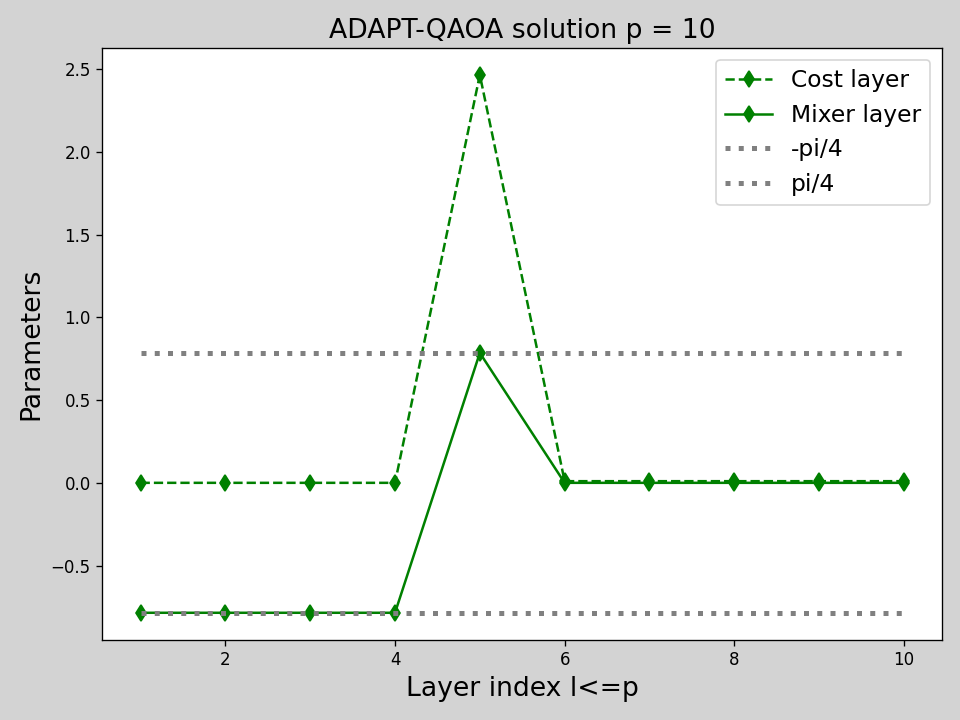 ADAPT-QAOA solution p = 10
Cost layer
Mixer layer
-pi/4
pi/4
Parameters
2.5
2.0
1.5
1.0
0.5
0.0
−0.5
2 4 6 8 10
Layer index l<=p